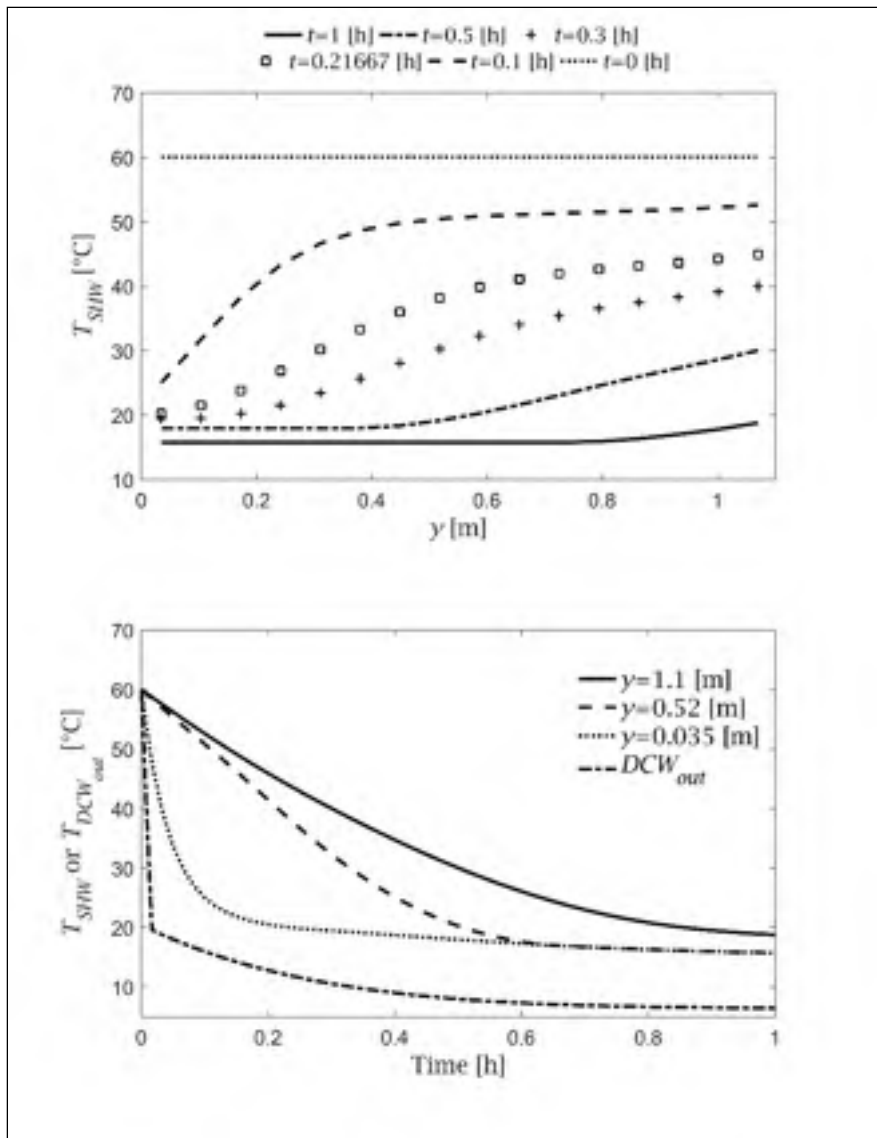 t=1 [h] t=0.5 [h] + t=0.3 [h]
t=0.21667 [h] t=0.1 [h] t=0 [h]
70
60
50
40
30
20
10
T_SHW [°C]
0 0.2 0.4 0.6 0.8 1
y [m]
70
60
50
40
30
20
10
T_SHW or T_DCW_out [°C]
y=1.1 [m]
y=0.52 [m]
y=0.035 [m]
DCW_out
0 0.2 0.4 0.6 0.8 1
Time [h]